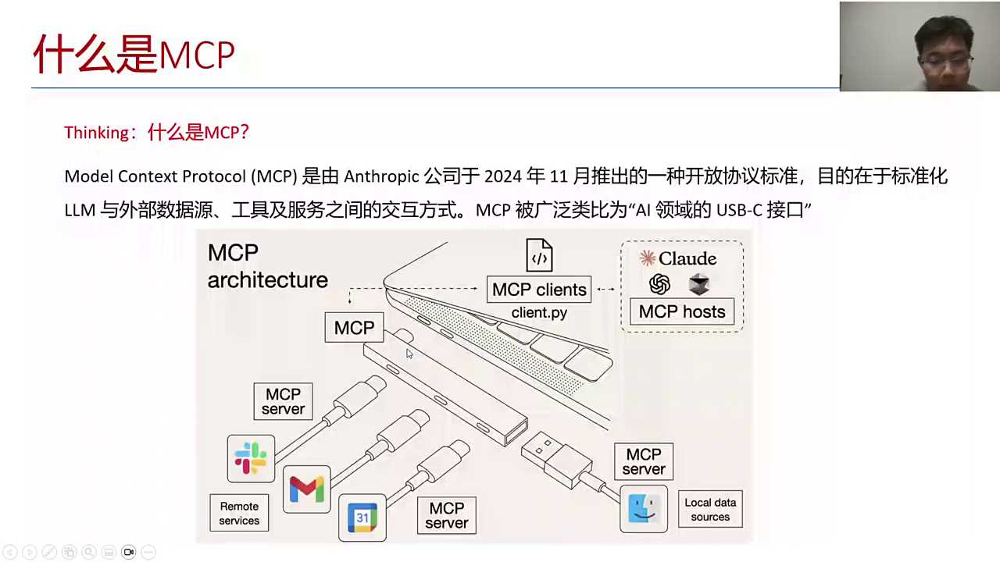 什么是MCP
Thinking：什么是MCP？
Model Context Protocol (MCP) 是由 Anthropic 公司于 2024 年 11 月推出的一种开放协议标准，目的在于标准化
LLM 与外部数据源、工具及服务之间的交互方式。MCP 被广泛类比为“AI 领域的 USB-C 接口”
MCP
architecture
</>
MCP clients
client.py
Claude
MCP hosts
MCP
MCP
server
Remote
services
31
MCP
server
MCP
server
Local data
sources